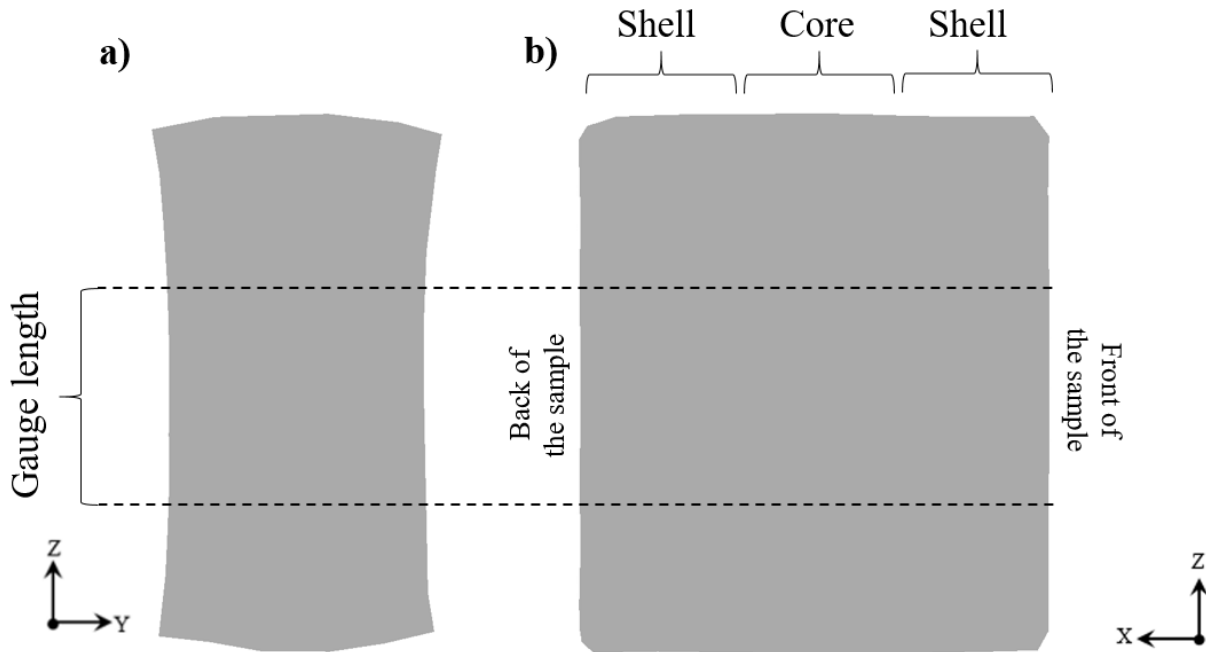 a)
b)
Shell
Core
Shell
Gauge length
Back of
the sample
Front of
the sample
Z
Y
Z
X